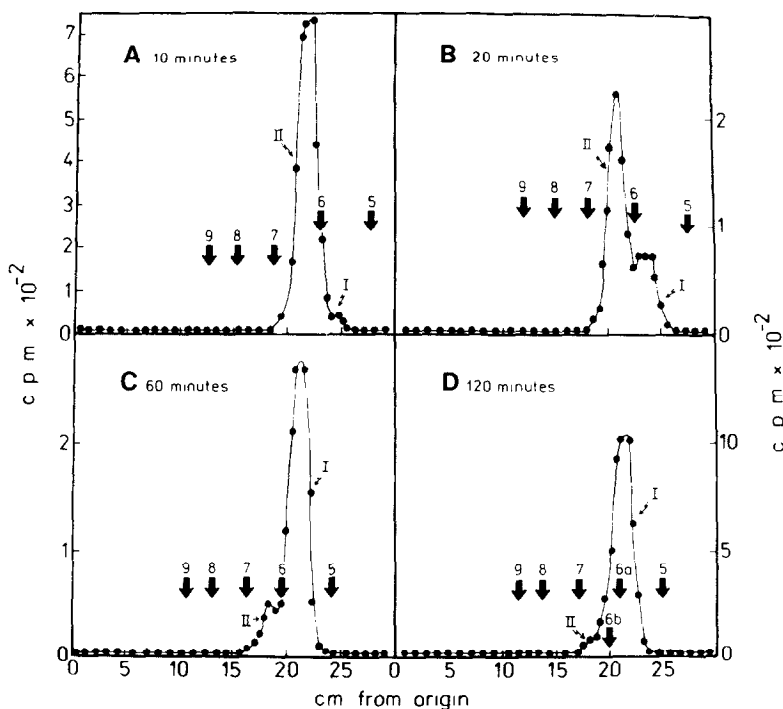 A 10 minutes
7
6
5
4
3
2
1
0
II
9 8 7 6 5
I
B 20 minutes
2
1
0
II
9 8 7 6 5
I
C 60 minutes
2
1
0
I
9 8 7 6 5
II
D 120 minutes
10
5
0
I
9 8 7 6a 5
II 6b
cpm × 10⁻²
cpm × 10⁻²
0 5 10 15 20 25 0 5 10 15 20 25 30
cm from origin